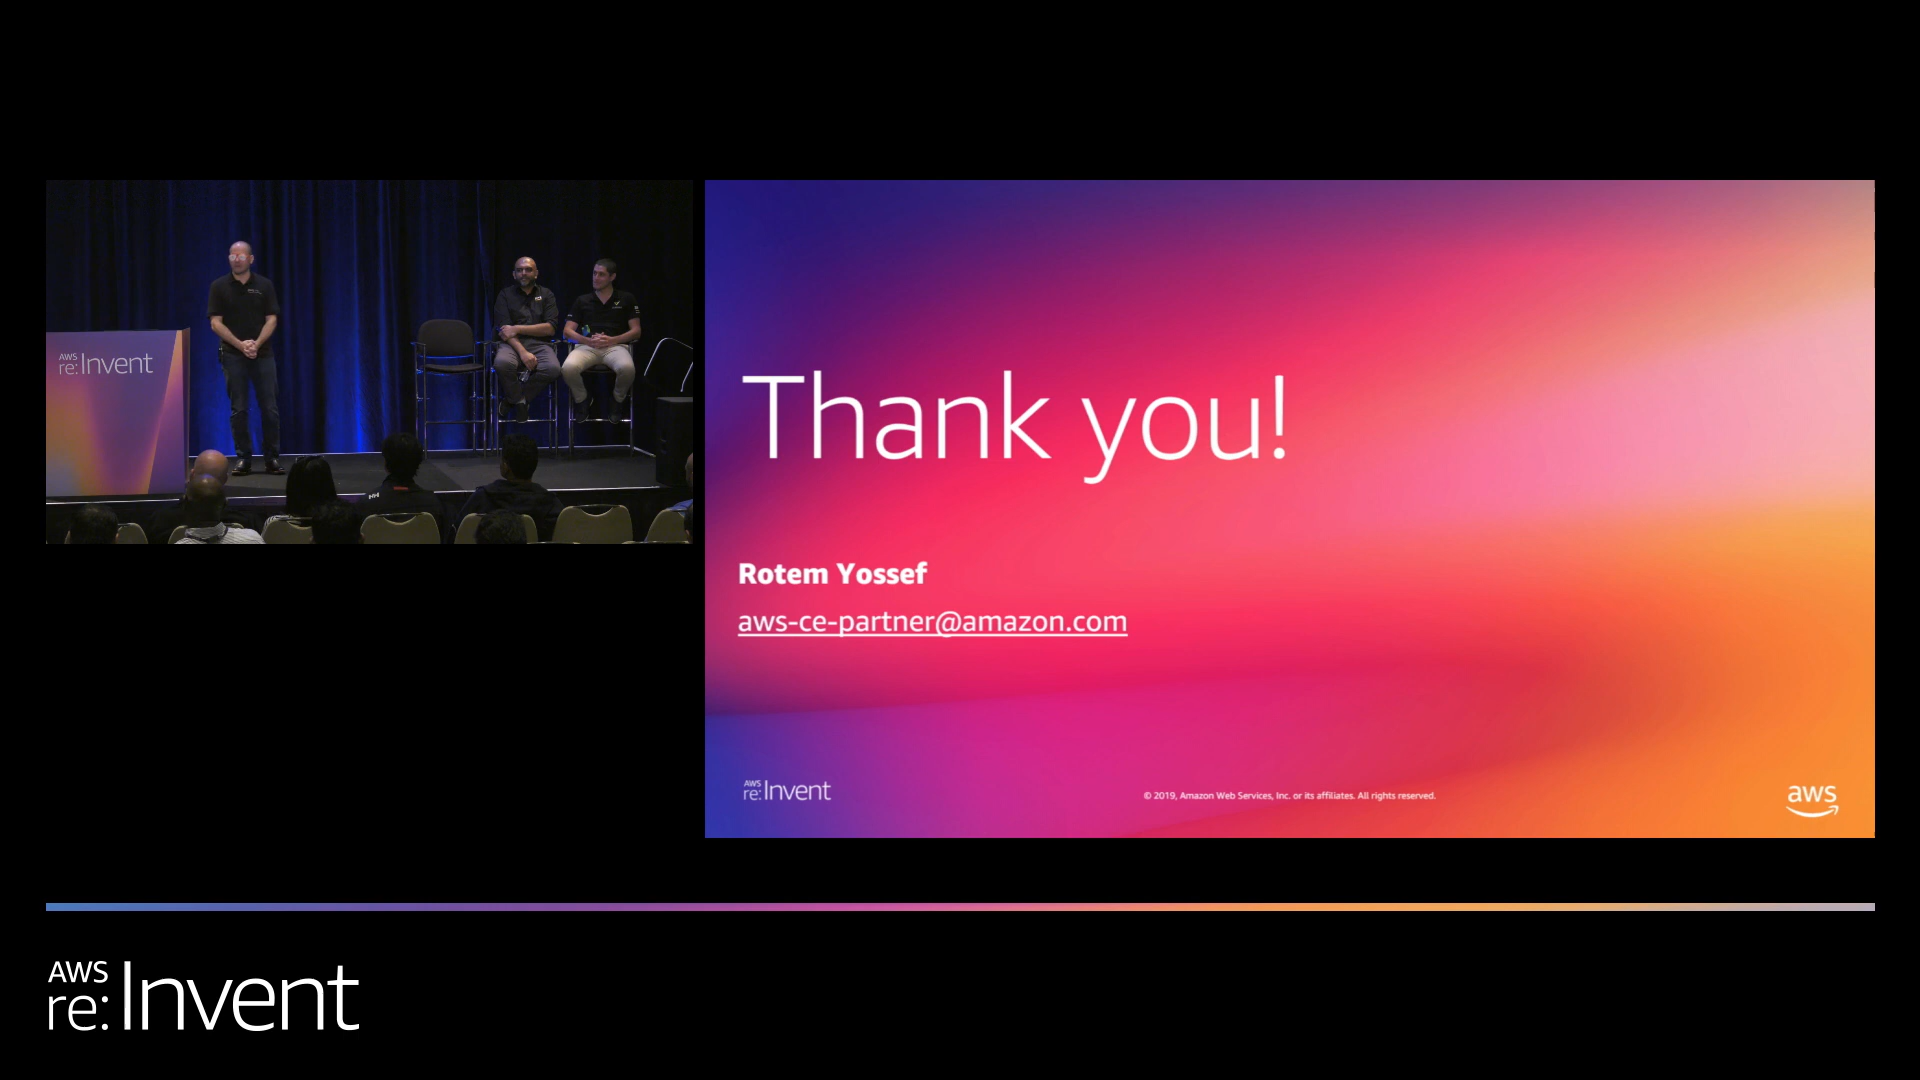 AWS
re:Invent
Thank you!
Rotem Yossef
aws-ce-partner@amazon.com
AWS
re:Invent
© 2019, Amazon Web Services, Inc. or its affiliates. All rights reserved.
aws
AWS
re:Invent